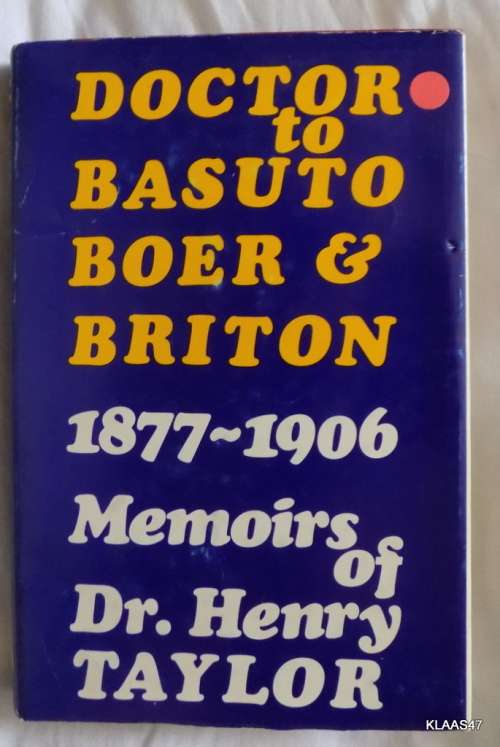 DOCTOR
to
BASUTO
BOER &
BRITON
1877~1906
Memoirs
of
Dr. Henry
TAYLOR
KLAAS47